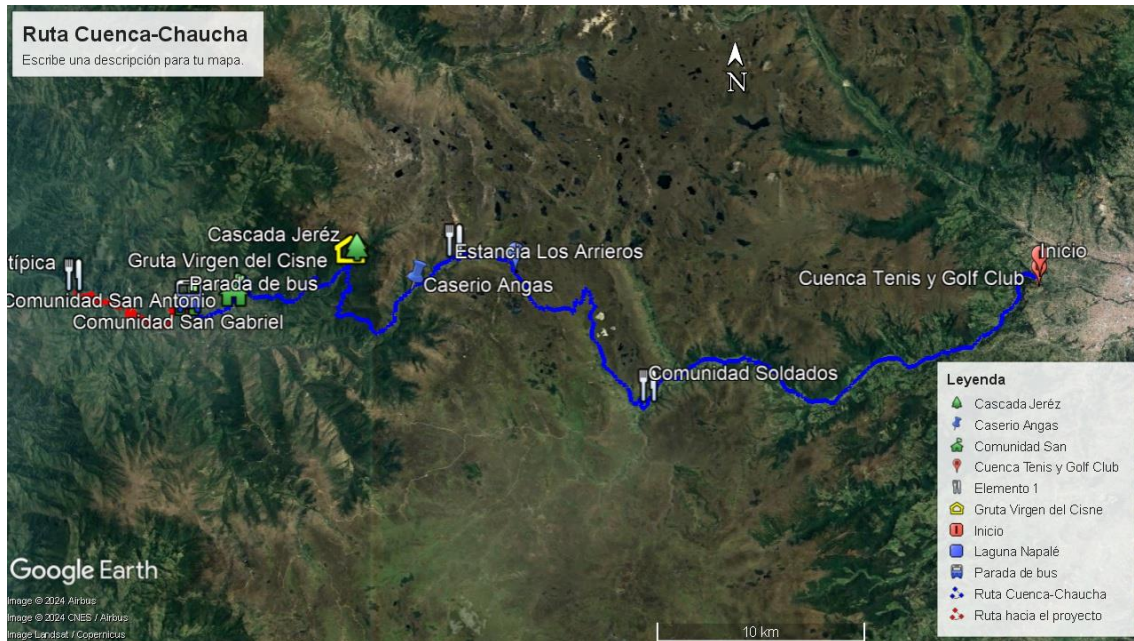 Ruta Cuenca-Chaucha
Escribe una descripción para tu mapa.
N
Cascada Jeréz
Inicio
Estancia Los Arrieros
típica
Gruta Virgen del Cisne
Cuenca Tenis y Golf Club
Parada de bus
Caserio Angas
Comunidad San Antonio
Comunidad San Gabriel
Comunidad Soldados
Leyenda
Cascada Jeréz
Caserio Angas
Comunidad San
Cuenca Tenis y Golf Club
Elemento 1
Gruta Virgen del Cisne
Inicio
Laguna Napalé
Parada de bus
Ruta Cuenca-Chaucha
Ruta hacia el proyecto
Google Earth
Image © 2024 Airbus
Image © 2024 CNES / Airbus
Image Landsat / Copernicus
10 km